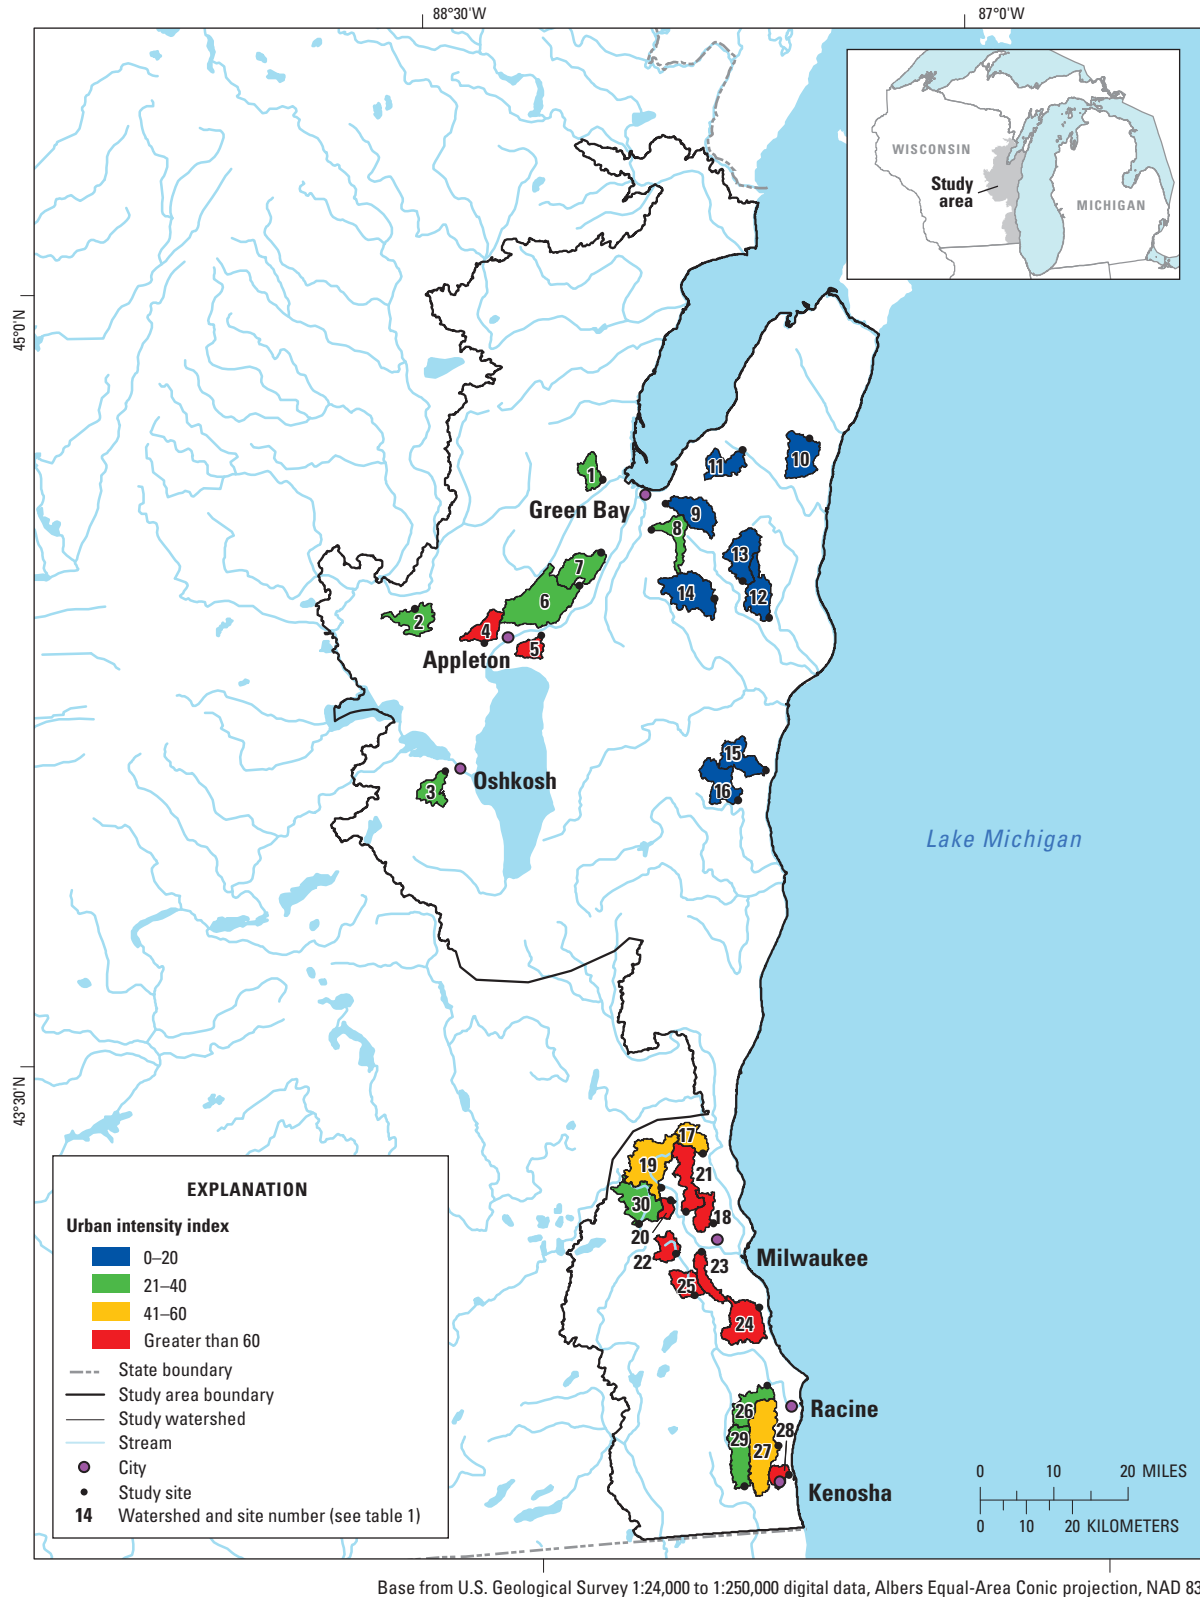 88°30'W
87°0'W
45°0'N
43°30'N
WISCONSIN
Study
area
MICHIGAN
10
11
1
Green Bay
9
8
13
7
14
12
6
2
4
5
Appleton
15
Oshkosh
3
16
Lake Michigan
17
19
21
30
18
20
22
Milwaukee
23
25
24
26
Racine
28
29
27
Kenosha
EXPLANATION
Urban intensity index
0–20
21–40
41–60
Greater than 60
State boundary
Study area boundary
Study watershed
Stream
City
Study site
14 Watershed and site number (see table 1)
0 10 20 MILES
0 10 20 KILOMETERS
Base from U.S. Geological Survey 1:24,000 to 1:250,000 digital data, Albers Equal-Area Conic projection, NAD 83